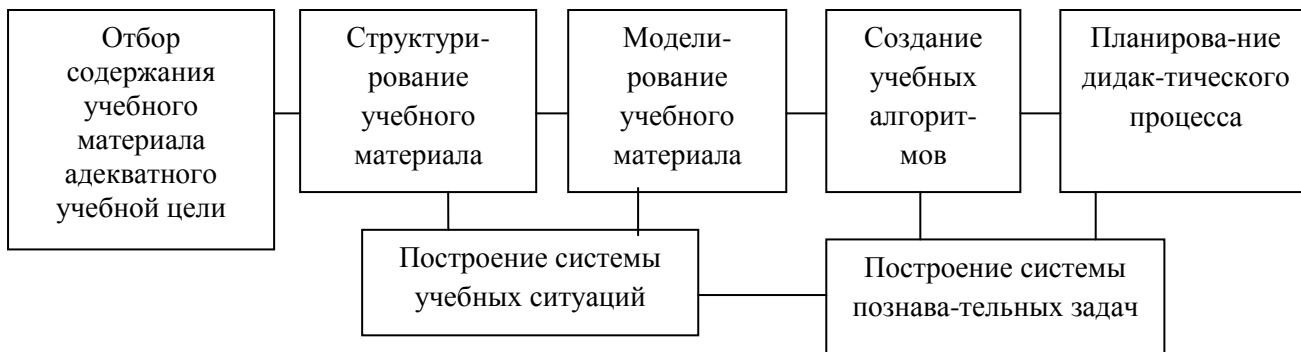 Отбор
содержания
учебного
материала
адекватного
учебной цели
Структури-
рование
учебного
материала
Модели-
рование
учебного
материала
Создание
учебных
алгорит-
мов
Планирова-ние
дидак-тического
процесса
Построение системы
учебных ситуаций
Построение системы
познава-тельных задач